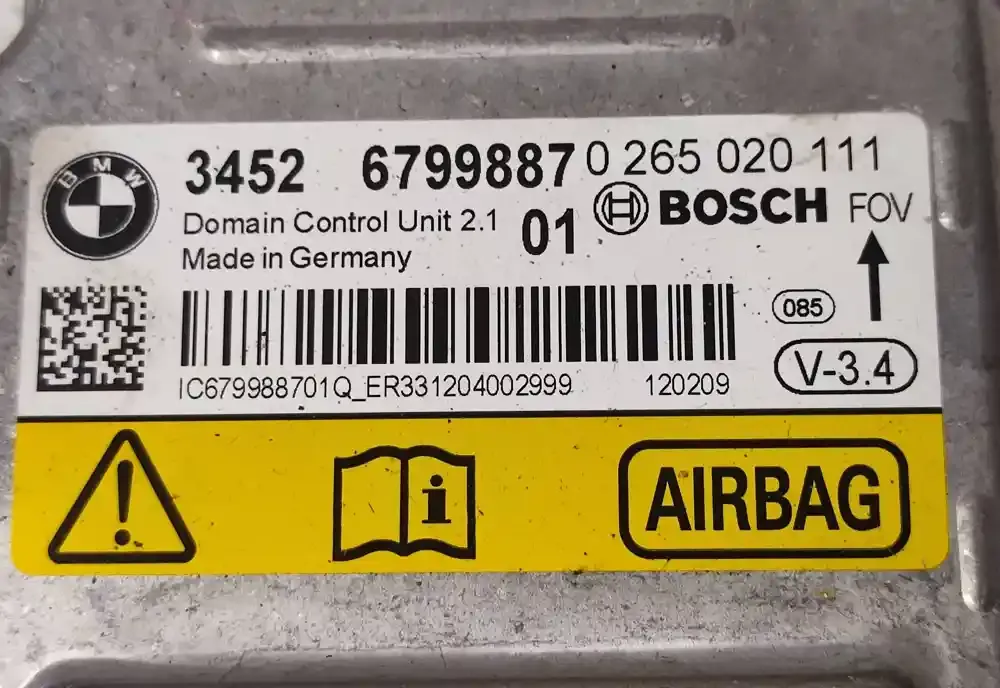 BMW
3452 6799887 0 265 020 111
Domain Control Unit 2.1 01 BOSCH FOV
Made in Germany
085
V-3.4
IC679988701Q_ER331204002999 120209
i
AIRBAG